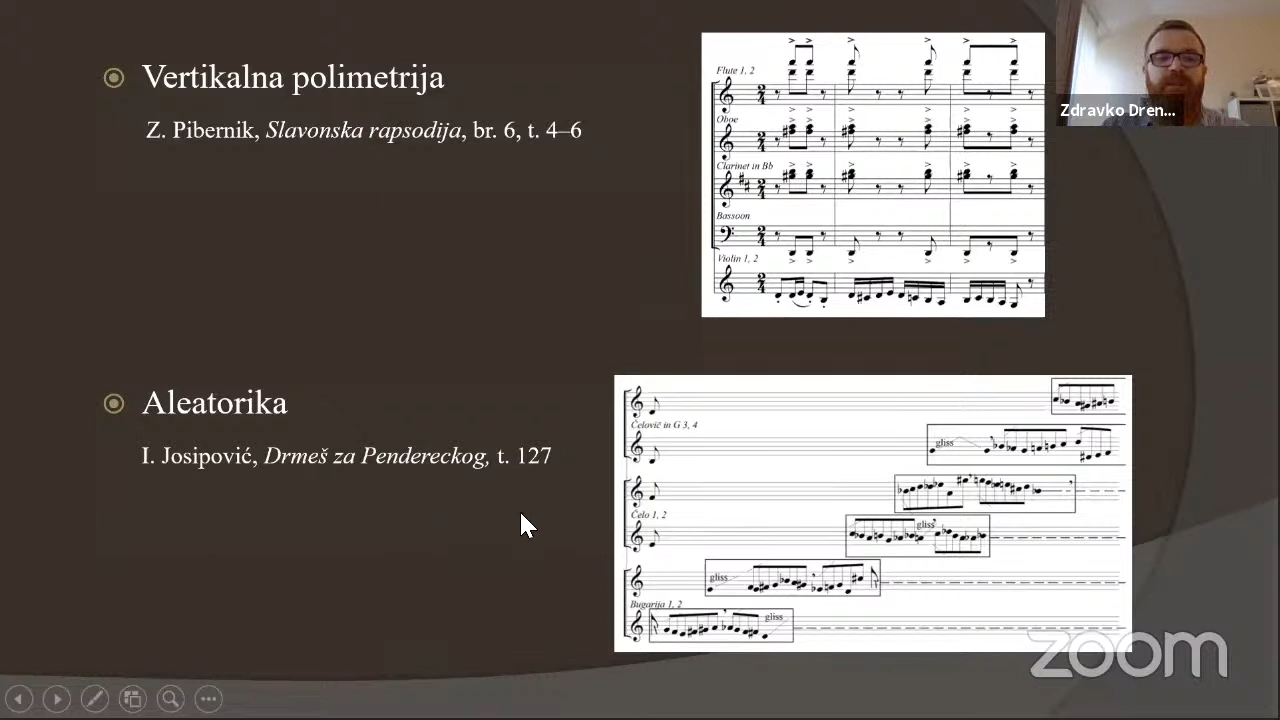 Vertikalna polimetrija
Z. Pibernik, Slavonska rapsodija, br. 6, t. 4–6
Flute 1, 2
Oboe
Clarinet in Bb
Bassoon
Violin 1, 2
Zdravko Dren...
Aleatorika
I. Josipović, Drmeš za Pendereckog, t. 127
Čelović in G 3, 4
gliss
Čelo 1, 2
gliss
gliss
Bugarija 1, 2
gliss
zoom